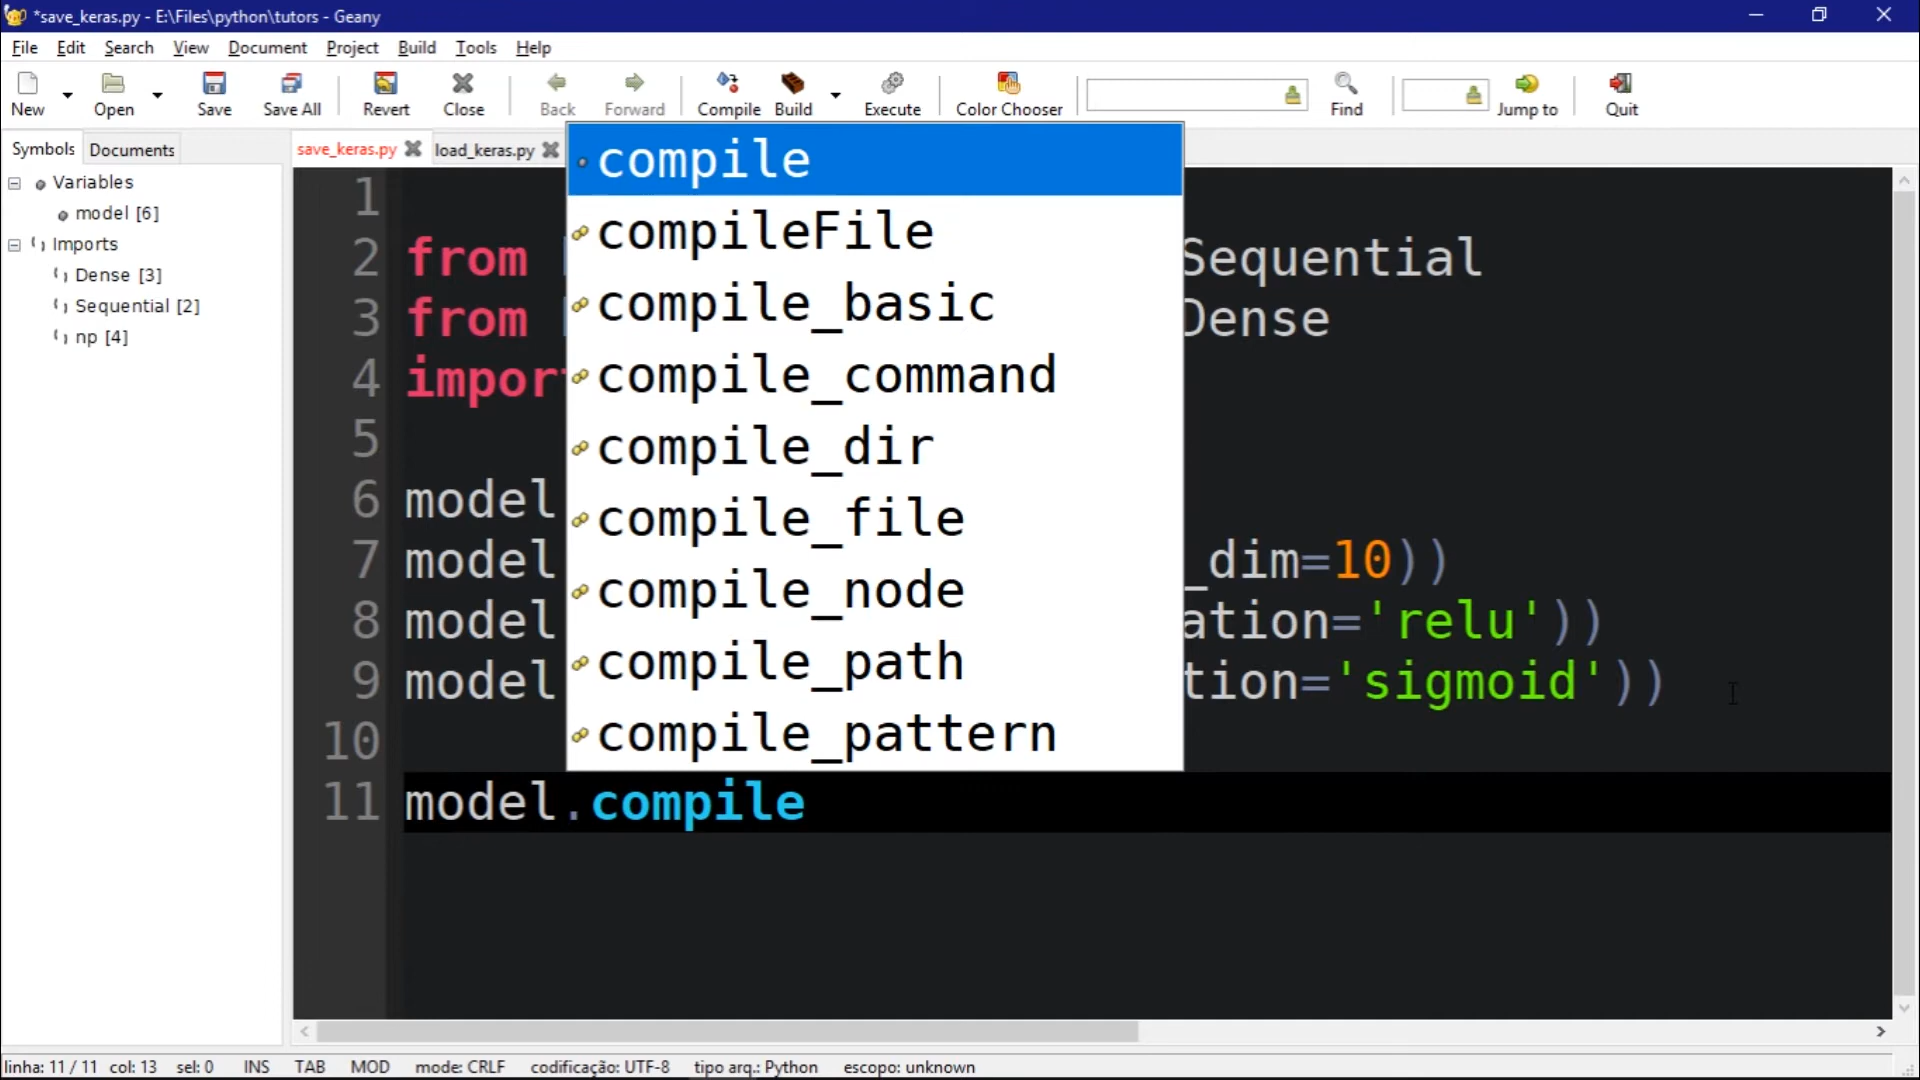 *save_keras.py - E:\Files\python\tutors - Geany
File Edit Search View Document Project Build Tools Help
New Open Save Save All Revert Close Back Forward Compile Build Execute Color Chooser Find Jump to Quit
Symbols Documents
save_keras.py load_keras.py
Variables
model [6]
Imports
Dense [3]
Sequential [2]
np [4]
1
2 from Sequential
3 from Dense
4 impor
5
6 model
7 model _dim=10))
8 model ation='relu'))
9 model tion='sigmoid'))
10
11 model.compile
compile
compileFile
compile_basic
compile_command
compile_dir
compile_file
compile_node
compile_path
compile_pattern
linha: 11 / 11 col: 13 sel: 0 INS TAB MOD mode: CRLF codificação: UTF-8 tipo arq.: Python escopo: unknown